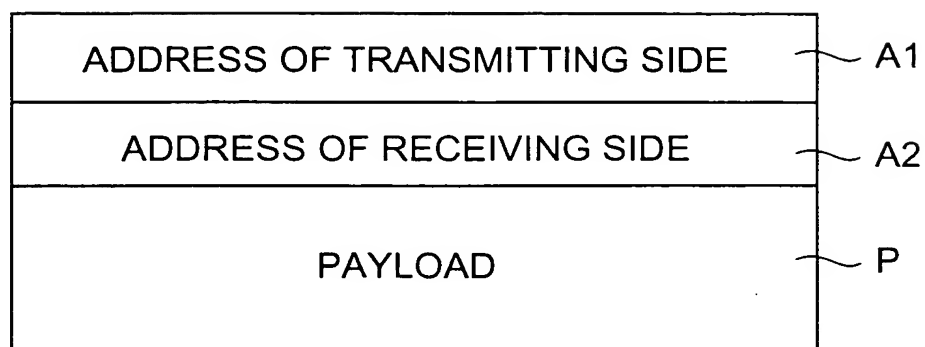 ADDRESS OF TRANSMITTING SIDE A1
ADDRESS OF RECEIVING SIDE A2
PAYLOAD P